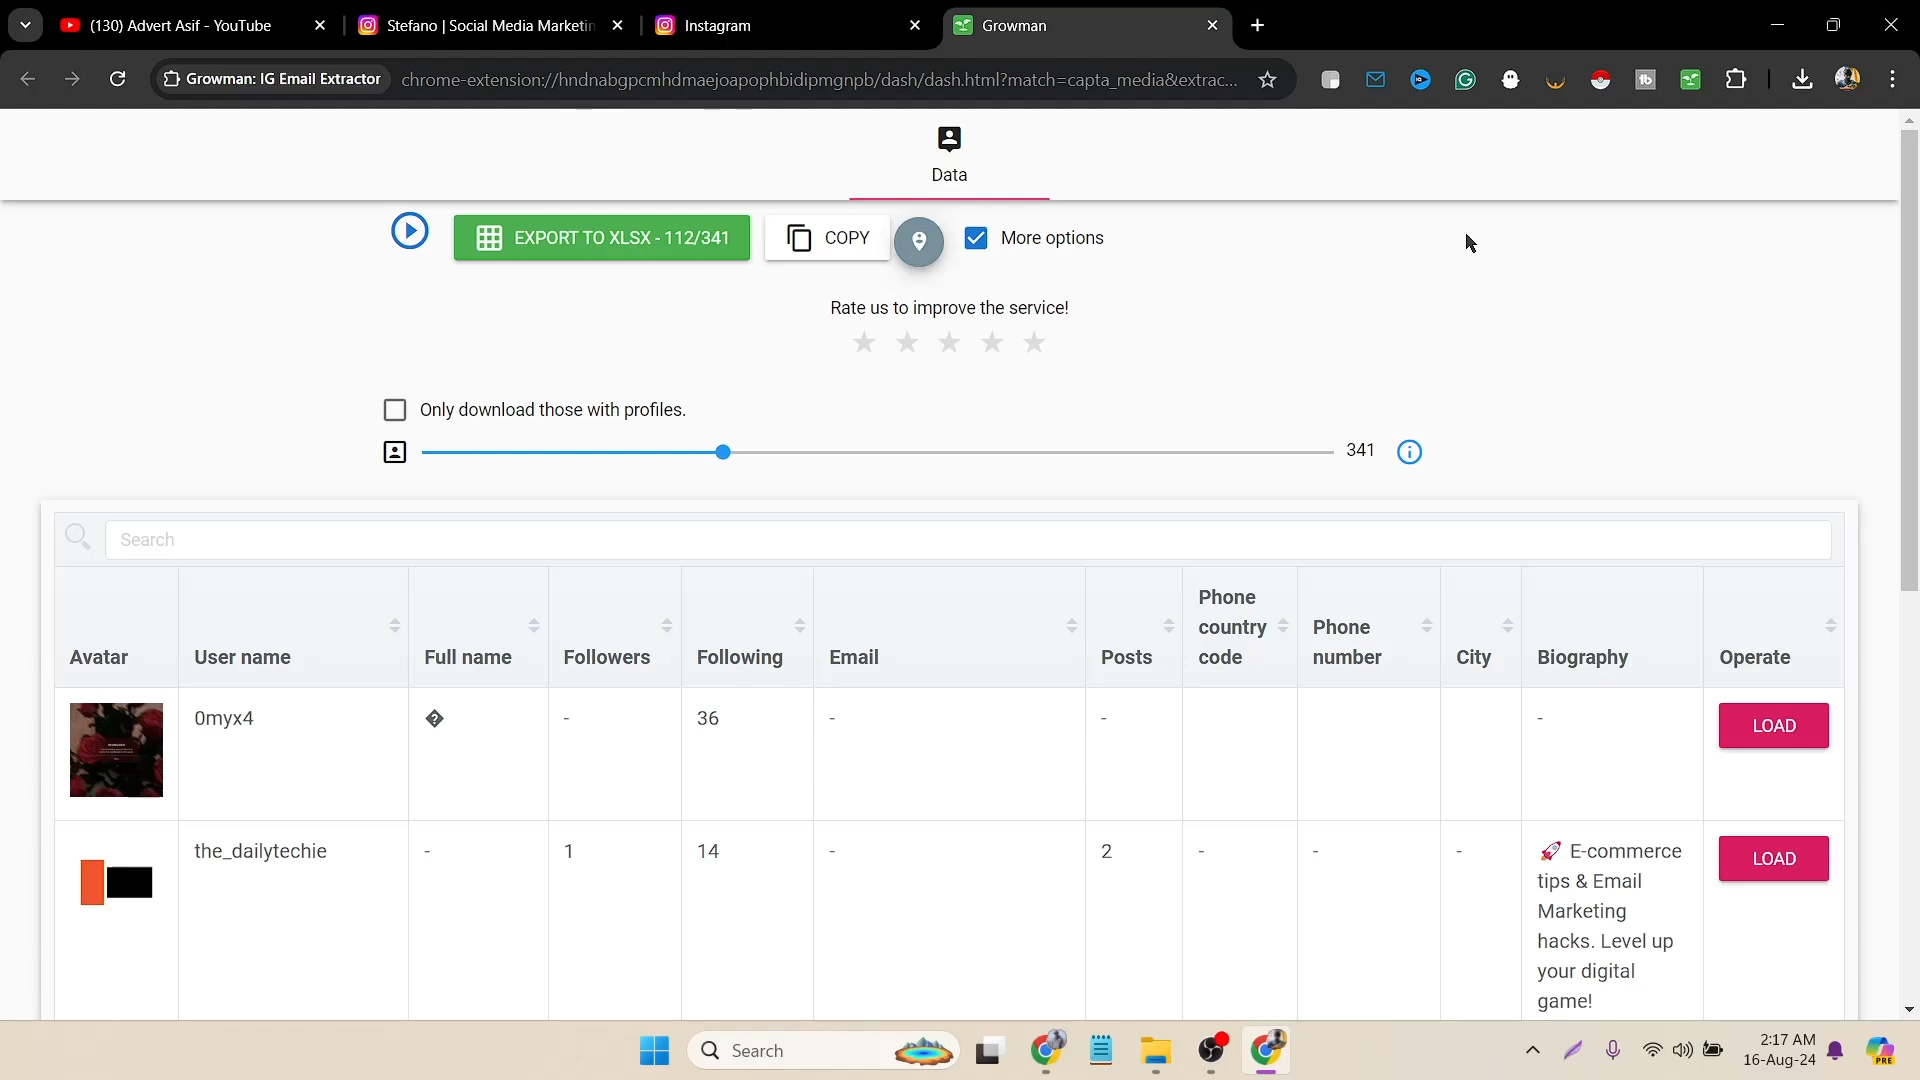 (130) Advert Asif - YouTube
Stefano | Social Media Marketin
Instagram
Growman
Growman: IG Email Extractor
chrome-extension://hndnabgpcmhdmaejoapophbidipmgnpb/dash/dash.html?match=capta_media&extrac...
Data
EXPORT TO XLSX - 112/341
COPY
More options
Rate us to improve the service!
Only download those with profiles.
341
Search
Avatar
User name
Full name
Followers
Following
Email
Posts
Phone
country
code
Phone
number
City
Biography
Operate
0myx4
�
-
36
-
-
-
LOAD
the_dailytechie
-
1
14
-
2
-
-
-
🚀 E-commerce
tips & Email
Marketing
hacks. Level up
your digital
game!
LOAD
Search
2:17 AM
16-Aug-24
PRE